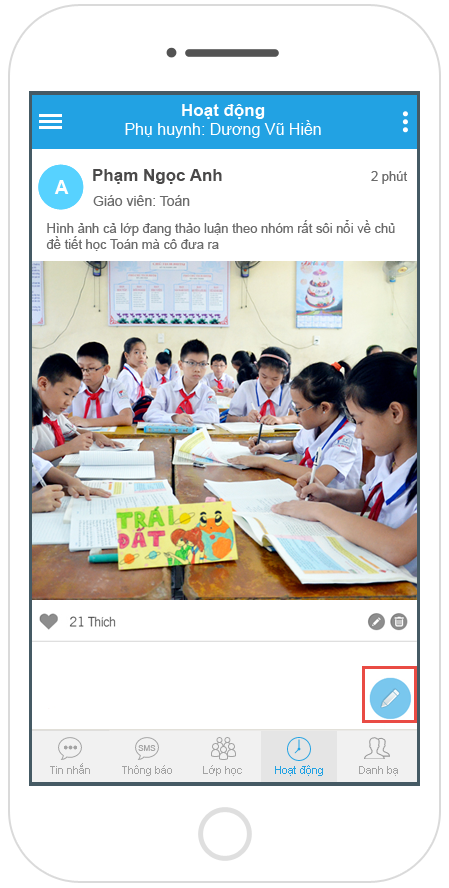 Hoạt động
Phụ huynh: Dương Vũ Hiền
A
Phạm Ngọc Anh
2 phút
Giáo viên: Toán
Hình ảnh cả lớp đang thảo luận theo nhóm rất sôi nổi về chủ
đề tiết học Toán mà cô đưa ra
TRÁI
ĐẤT
21 Thich
SMS
Tin nhắn
Thông báo
Lớp học
Hoạt động
Danh bạ